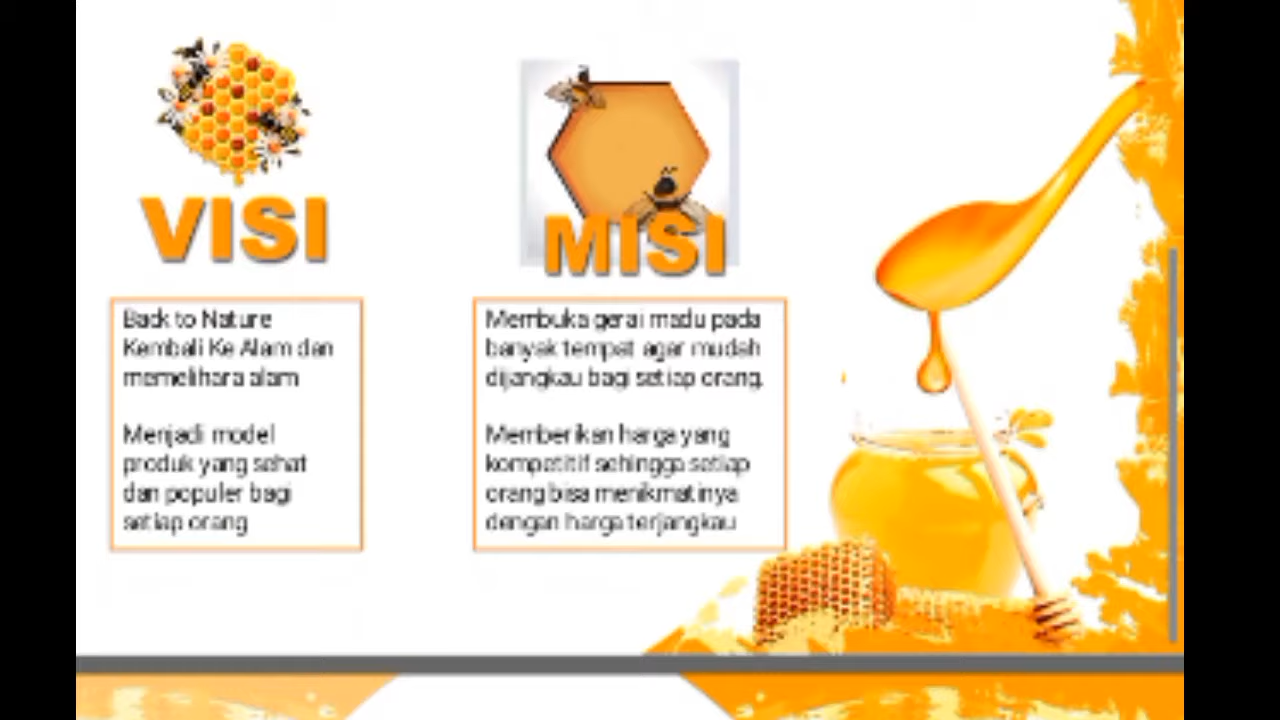 VISI
Back to Nature
Kembali Ke Alam dan
memelihara alam
Menjadi model
produk yang sehat
dan populer bagi
setiap orang
MISI
Membuka gerai madu pada
banyak tempat agar mudah
dijangkau bagi setiap orang.
Memberikan harga yang
kompetitif sehingga setiap
orang bisa menikmatinya
dengan harga terjangkau